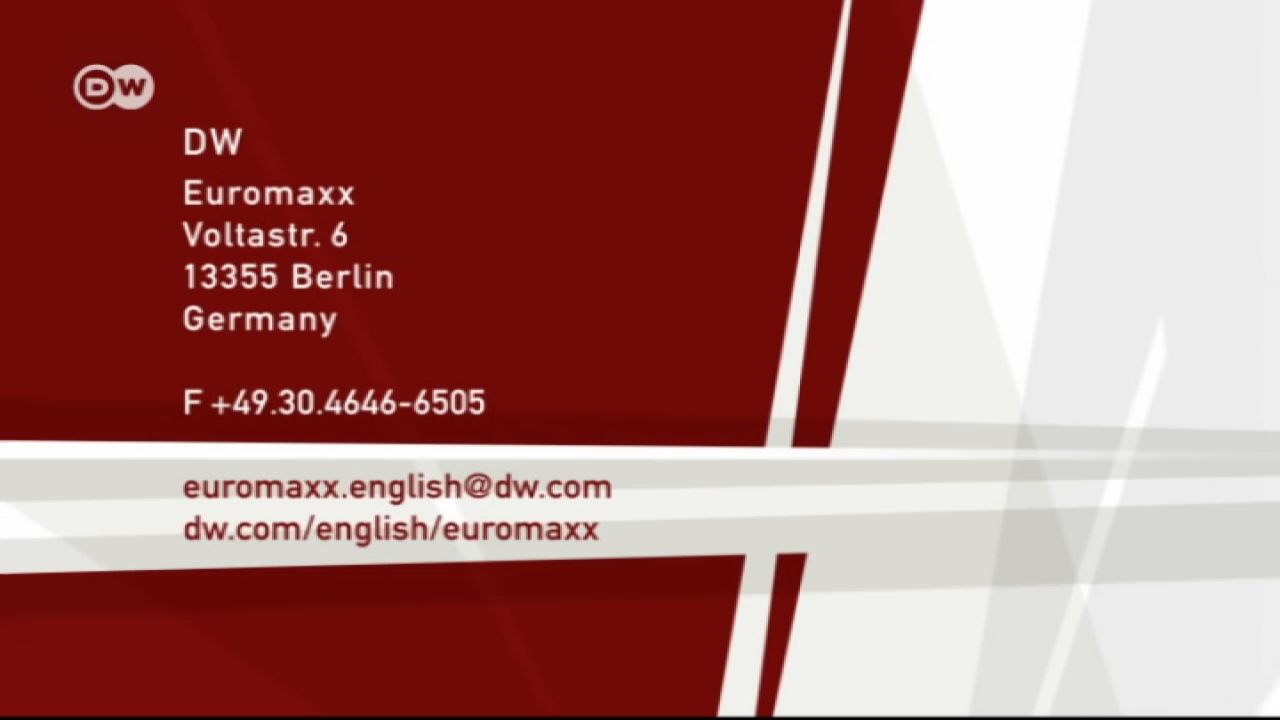 DW
DW
Euromaxx
Voltastr. 6
13355 Berlin
Germany
F +49.30.4646-6505
euromaxx.english@dw.com
dw.com/english/euromaxx